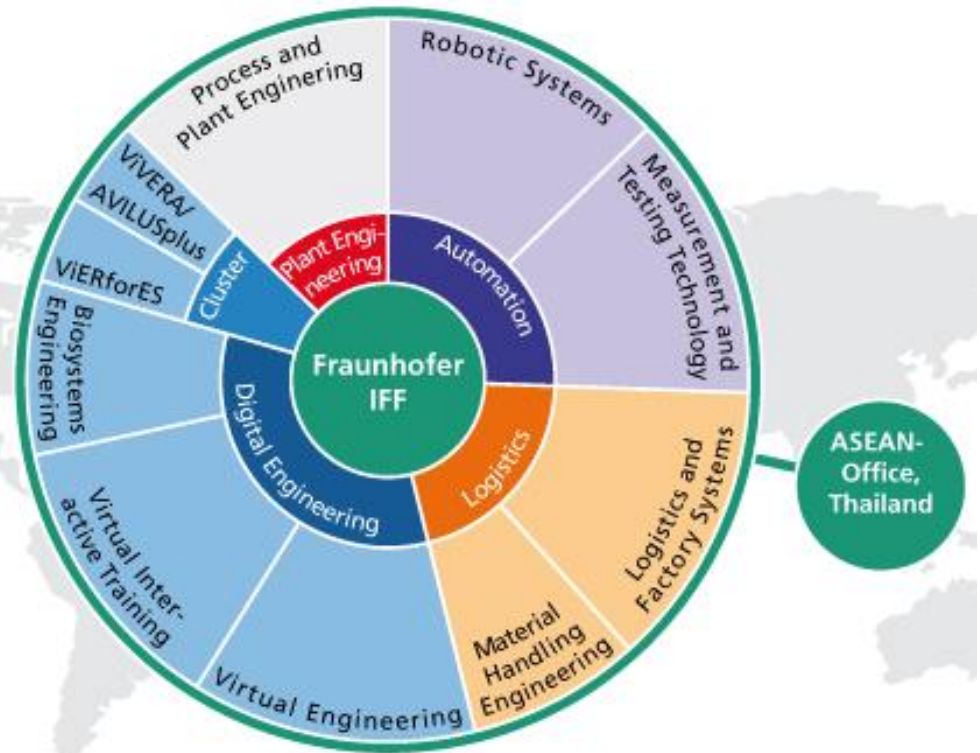 Process and
Plant Enginering
Robotic Systems
Measurement and
Testing Technology
Logistics and
Factory Systems
Material
Handling
Engineering
Virtual Engineering
Virtual Inter-
active Training
Biosystems
Engineering
ViERforES
ViVERA/
AVILUSplus
Plant Engi-
neering
Automation
Logistics
Digital Engineering
Cluster
Fraunhofer
IFF
ASEAN-
Office,
Thailand